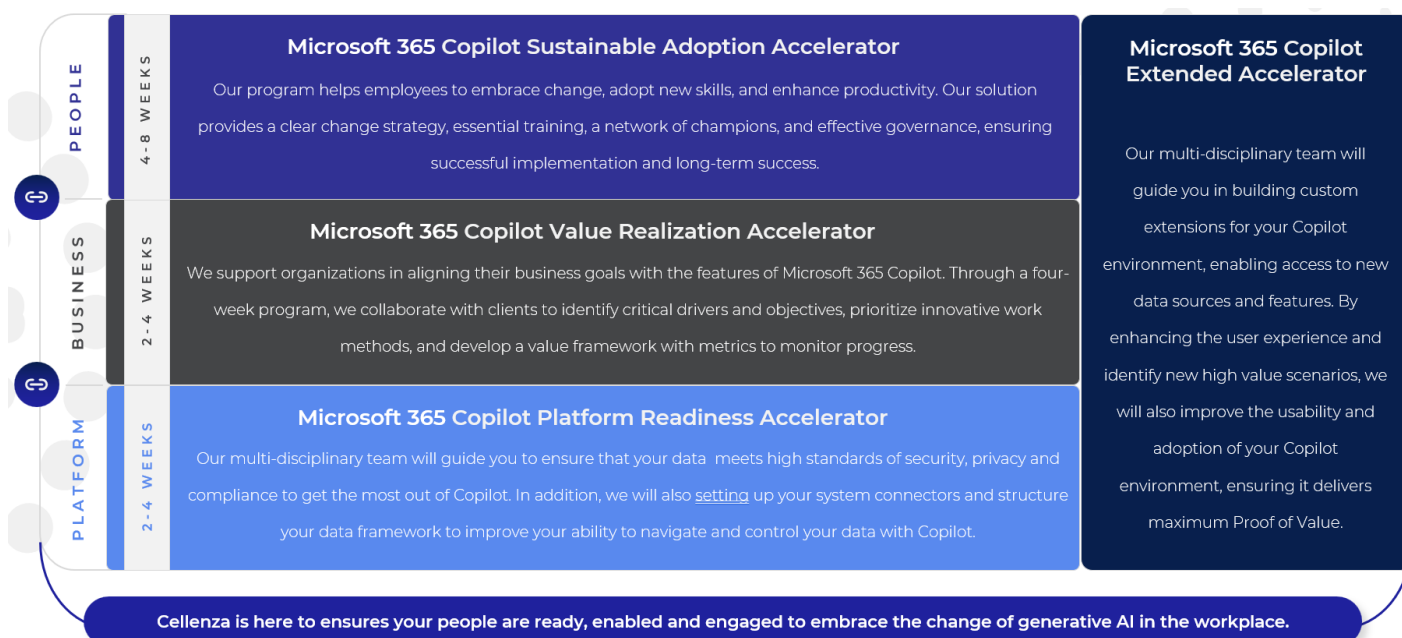 PEOPLE
4-8 WEEKS
Microsoft 365 Copilot Sustainable Adoption Accelerator
Our program helps employees to embrace change, adopt new skills, and enhance productivity. Our solution
provides a clear change strategy, essential training, a network of champions, and effective governance, ensuring
successful implementation and long-term success.
BUSINESS
2-4 WEEKS
Microsoft 365 Copilot Value Realization Accelerator
We support organizations in aligning their business goals with the features of Microsoft 365 Copilot. Through a four-
week program, we collaborate with clients to identify critical drivers and objectives, prioritize innovative work
methods, and develop a value framework with metrics to monitor progress.
PLATFORM
2-4 WEEKS
Microsoft 365 Copilot Platform Readiness Accelerator
Our multi-disciplinary team will guide you to ensure that your data  meets high standards of security, privacy and
compliance to get the most out of Copilot. In addition, we will also setting up your system connectors and structure
your data framework to improve your ability to navigate and control your data with Copilot.
Microsoft 365 Copilot
Extended Accelerator
Our multi-disciplinary team will
guide you in building custom
extensions for your Copilot
environment, enabling access to new
data sources and features. By
enhancing the user experience and
identify new high value scenarios, we
will also improve the usability and
adoption of your Copilot
environment, ensuring it delivers
maximum Proof of Value.
Cellenza is here to ensures your people are ready, enabled and engaged to embrace the change of generative AI in the workplace.